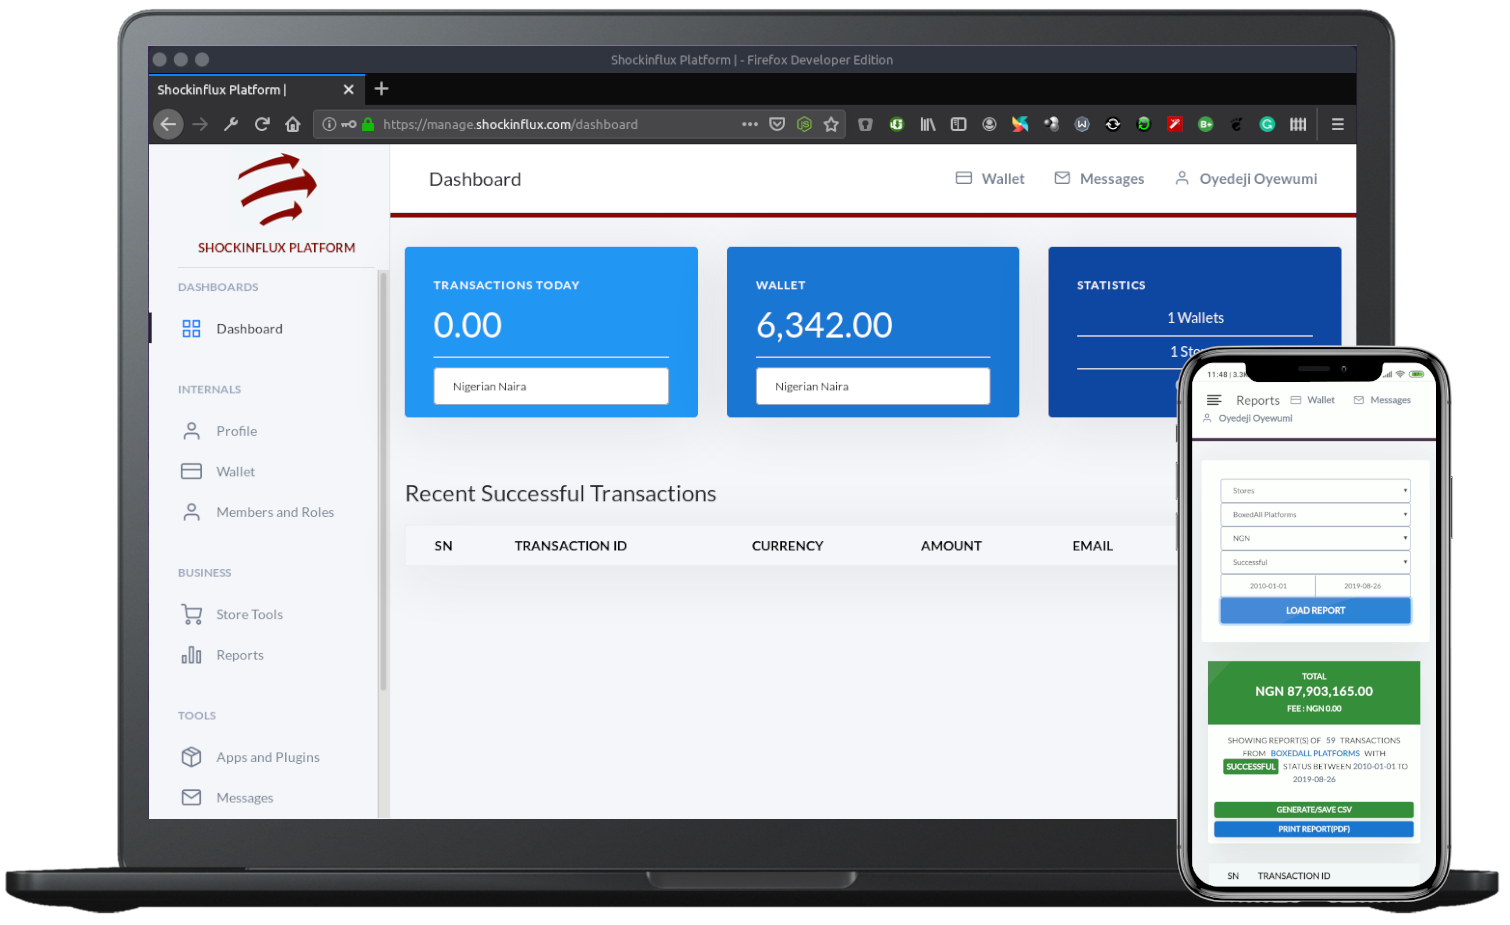 Shockinflux Platform | - Firefox Developer Edition
Shockinflux Platform |
https://manage.shockinflux.com/dashboard
SHOCKINFLUX PLATFORM
DASHBOARDS
Dashboard
INTERNALS
Profile
Wallet
Members and Roles
BUSINESS
Store Tools
Reports
TOOLS
Apps and Plugins
Messages
Dashboard
Wallet Messages Oyedeji Oyewumi
TRANSACTIONS TODAY
0.00
Nigerian Naira
WALLET
6,342.00
Nigerian Naira
STATISTICS
1 Wallets
1
Recent Successful Transactions
SN TRANSACTION ID CURRENCY AMOUNT EMAIL
11:48 |
Reports Wallet Messages
Oyedeji Oyewumi
Stores
BoxedAll Platforms
NGN
Successful
2010-01-01 2019-08-26
LOAD REPORT
TOTAL
NGN 87,903,165.00
FEE : NGN 0.00
SHOWING REPORT(S) OF 59 TRANSACTIONS
FROM BOXEDALL PLATFORMS WITH
SUCCESSFUL STATUS BETWEEN 2010-01-01 TO
2019-08-26
GENERATE/SAVE CSV
PRINT REPORT(PDF)
SN TRANSACTION ID